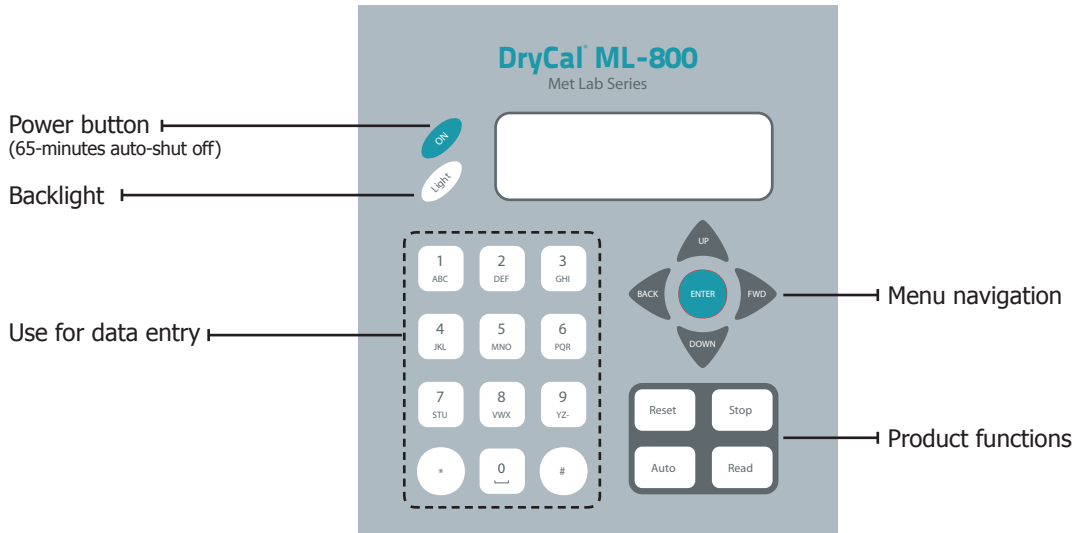 DryCal® ML-800
Met Lab Series
Power button
(65-minutes auto-shut off)
ON
Backlight
Light
Use for data entry
1
ABC
2
DEF
3
GHI
4
JKL
5
MNO
6
PQR
7
STU
8
VWX
9
YZ-
*
0
#
UP
BACK
ENTER
FWD
DOWN
Menu navigation
Reset
Stop
Auto
Read
Product functions